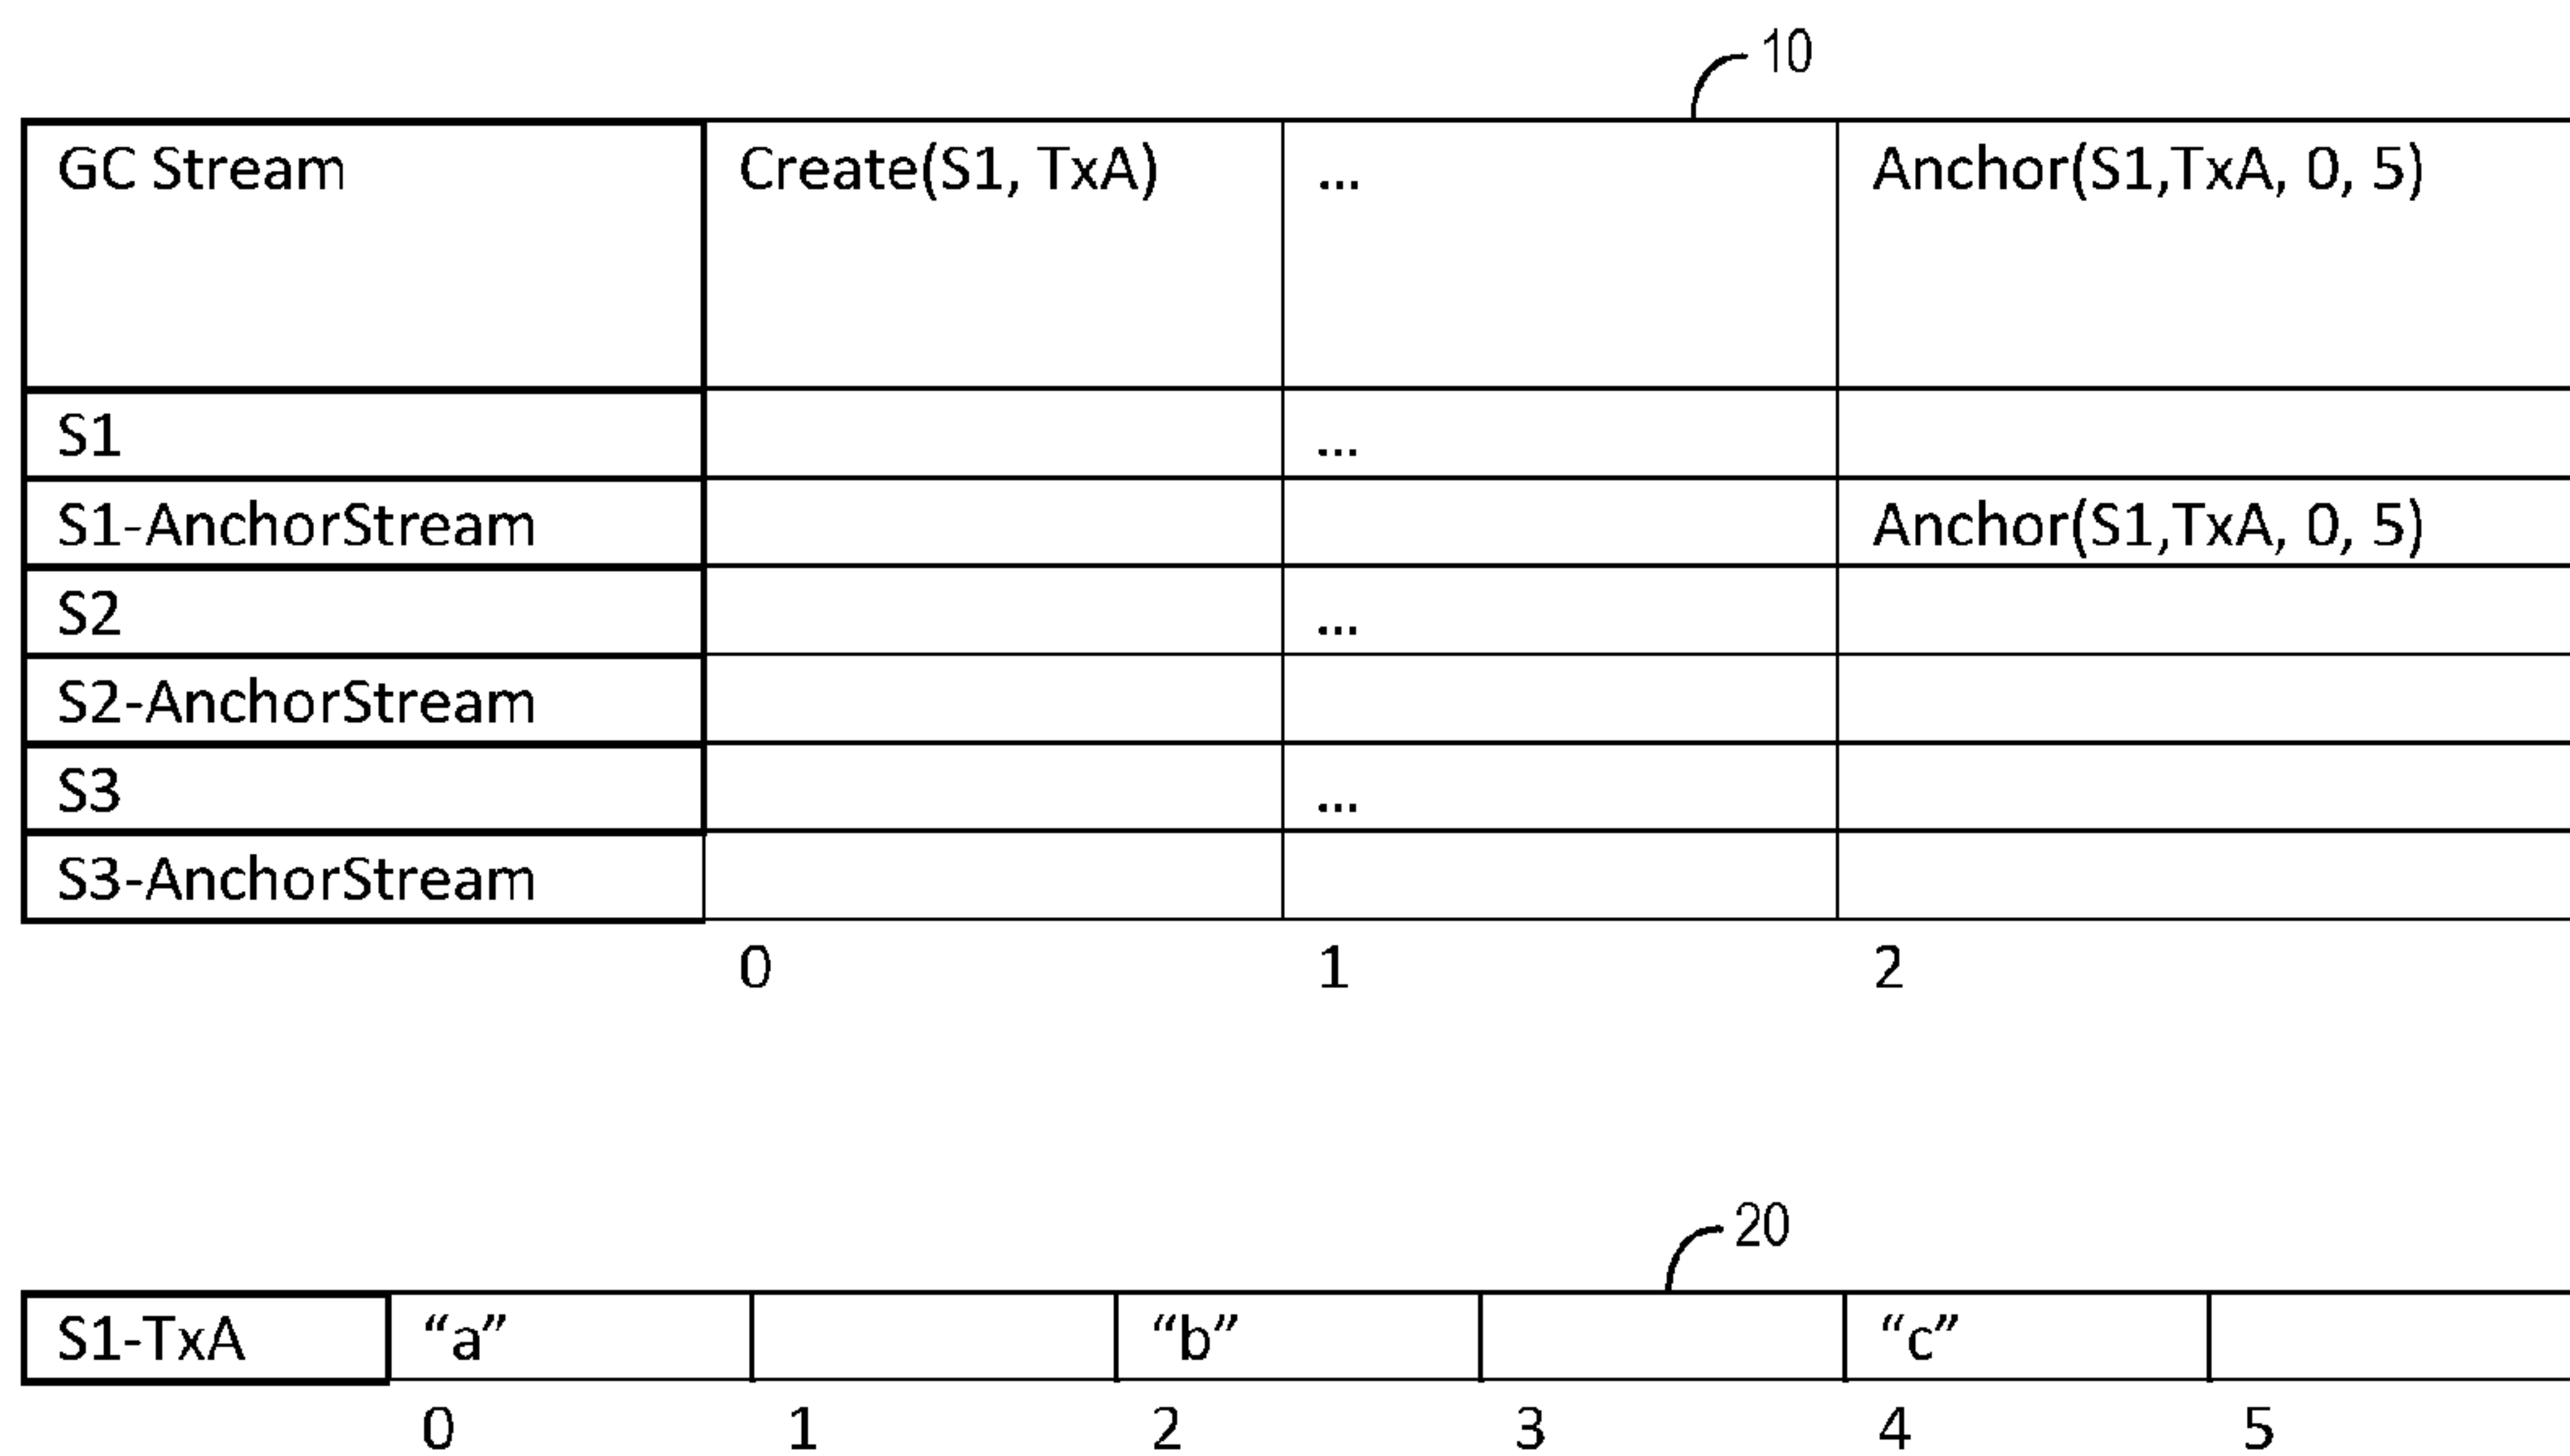 10
GC Stream Create(S1, TxA) ... Anchor(S1,TxA, 0, 5)
S1 ...
S1-AnchorStream Anchor(S1,TxA, 0, 5)
S2 ...
S2-AnchorStream
S3 ...
S3-AnchorStream
0 1 2
20
S1-TxA “a” “b” “c”
0 1 2 3 4 5